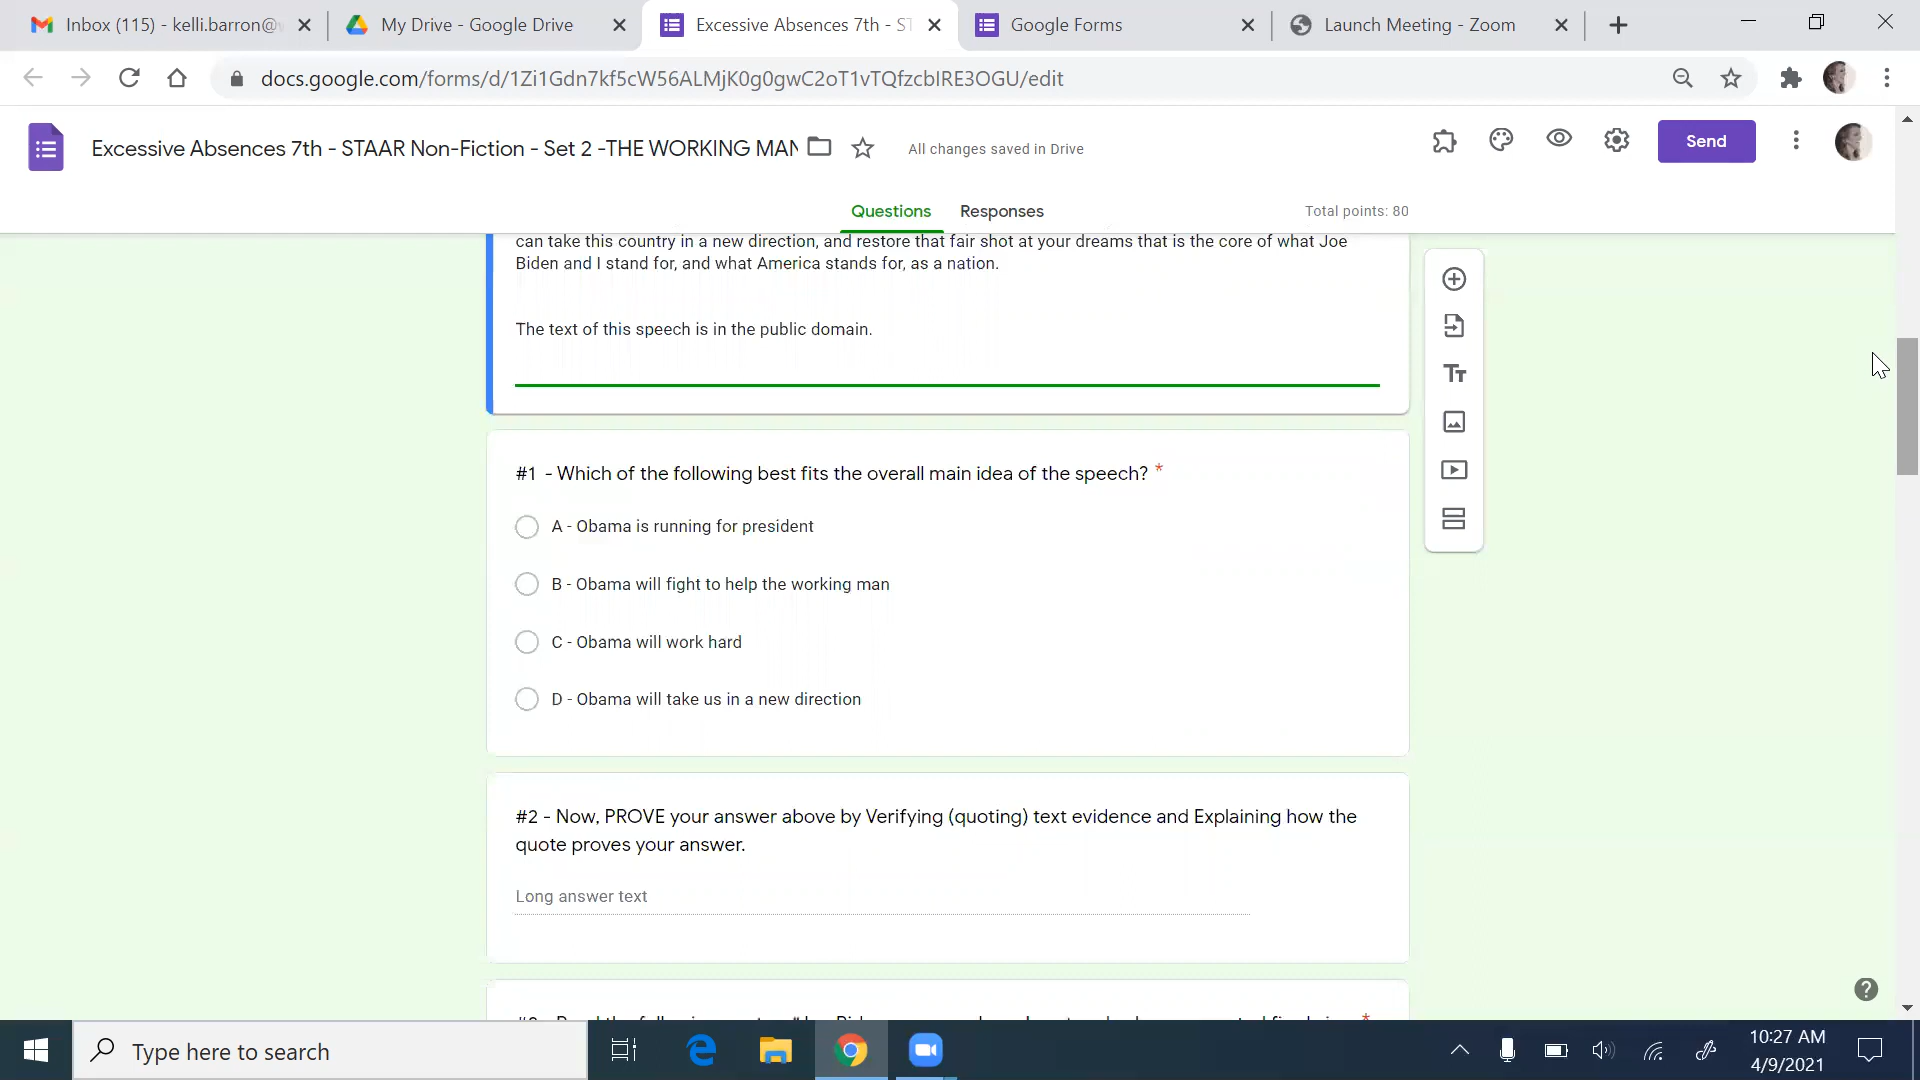 Inbox (115) - kelli.barron@
My Drive - Google Drive
Excessive Absences 7th - ST
Google Forms
Launch Meeting - Zoom
docs.google.com/forms/d/1Zi1Gdn7kf5cW56ALMjK0g0gwC2oT1vTQfzcbIRE3OGU/edit
Excessive Absences 7th - STAAR Non-Fiction - Set 2 -THE WORKING MAN
All changes saved in Drive
Send
Questions
Responses
Total points: 80
can take this country in a new direction, and restore that fair shot at your dreams that is the core of what Joe
Biden and I stand for, and what America stands for, as a nation.
The text of this speech is in the public domain.
#1 - Which of the following best fits the overall main idea of the speech? *
A - Obama is running for president
B - Obama will fight to help the working man
C - Obama will work hard
D - Obama will take us in a new direction
#2 - Now, PROVE your answer above by Verifying (quoting) text evidence and Explaining how the
quote proves your answer.
Long answer text
Type here to search
10:27 AM
4/9/2021